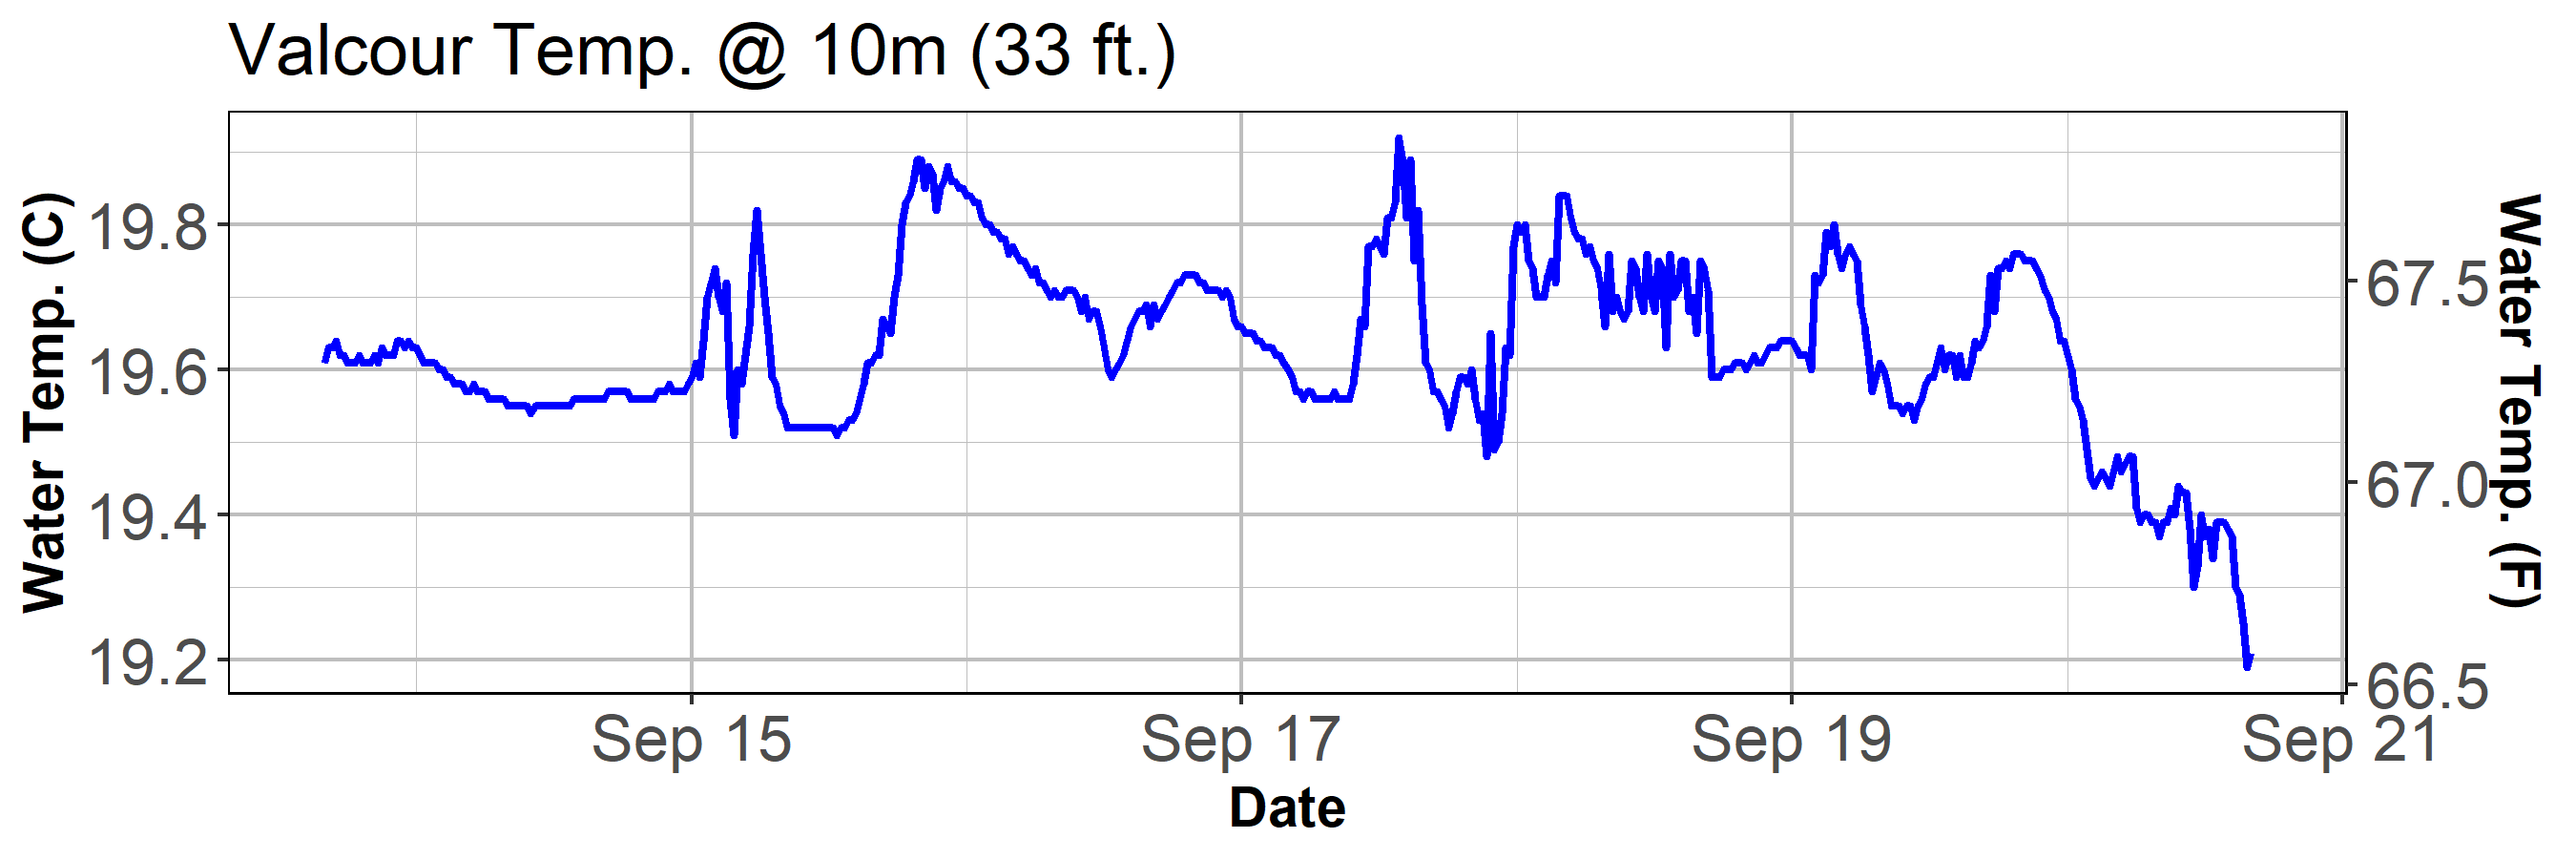 Valcour Temp. @ 10m (33 ft.)
Water Temp. (C)
19.8
19.6
19.4
19.2
67.5
67.0
66.5
Water Temp. (F)
Sep 15
Sep 17
Sep 19
Sep 21
Date